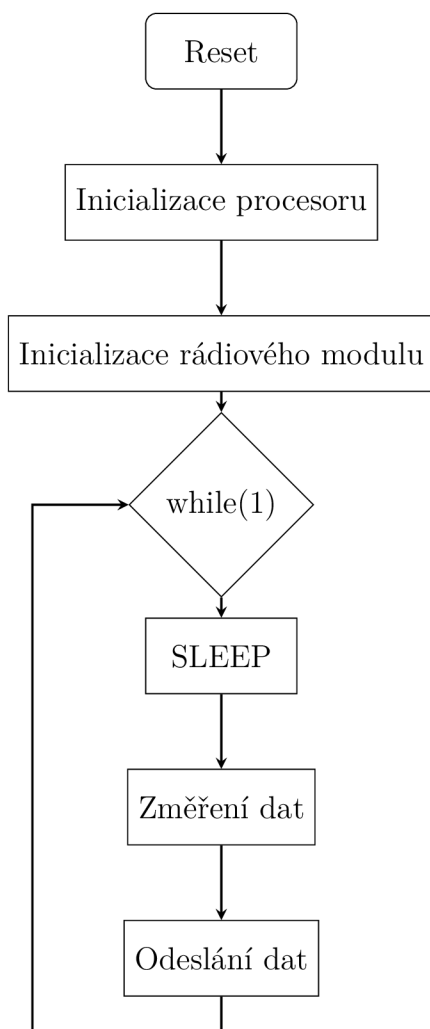 Reset
Inicializace procesoru
Inicializace rádiového modulu
while(1)
SLEEP
Změření dat
Odeslání dat